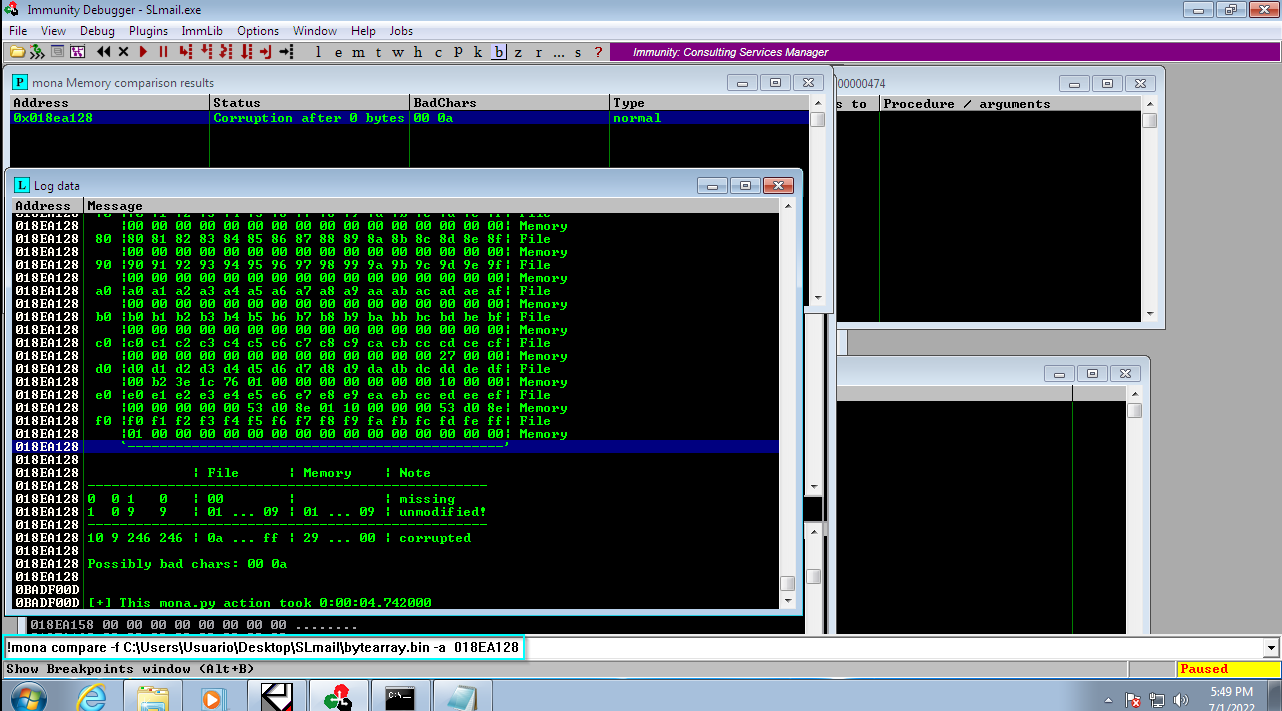 Immunity Debugger - SLmail.exe
File View Debug Plugins ImmLib Options Window Help Jobs
l e m t w h c P k b z r ... s ? Immunity: Consulting Services Manager
P mona Memory comparison results
Address Status BadChars Type
0x018ea128 Corruption after 0 bytes 00 0a normal
00000474
s to Procedure / arguments
L Log data
Address Message
018EA128 ¦00 00 00 00 00 00 00 00 00 00 00 00 00 00 00 00¦ Memory
018EA128 80 ¦80 81 82 83 84 85 86 87 88 89 8a 8b 8c 8d 8e 8f¦ File
018EA128 ¦00 00 00 00 00 00 00 00 00 00 00 00 00 00 00 00¦ Memory
018EA128 90 ¦90 91 92 93 94 95 96 97 98 99 9a 9b 9c 9d 9e 9f¦ File
018EA128 ¦00 00 00 00 00 00 00 00 00 00 00 00 00 00 00 00¦ Memory
018EA128 a0 ¦a0 a1 a2 a3 a4 a5 a6 a7 a8 a9 aa ab ac ad ae af¦ File
018EA128 ¦00 00 00 00 00 00 00 00 00 00 00 00 00 00 00 00¦ Memory
018EA128 b0 ¦b0 b1 b2 b3 b4 b5 b6 b7 b8 b9 ba bb bc bd be bf¦ File
018EA128 ¦00 00 00 00 00 00 00 00 00 00 00 00 00 00 00 00¦ Memory
018EA128 c0 ¦c0 c1 c2 c3 c4 c5 c6 c7 c8 c9 ca cb cc cd ce cf¦ File
018EA128 ¦00 00 00 00 00 00 00 00 00 00 00 00 00 27 00 00¦ Memory
018EA128 d0 ¦d0 d1 d2 d3 d4 d5 d6 d7 d8 d9 da db dc dd de df¦ File
018EA128 ¦00 b2 3e 1c 76 01 00 00 00 00 00 00 00 10 00 00¦ Memory
018EA128 e0 ¦e0 e1 e2 e3 e4 e5 e6 e7 e8 e9 ea eb ec ed ee ef¦ File
018EA128 ¦00 00 00 00 00 53 d0 8e 01 10 00 00 00 53 d0 8e¦ Memory
018EA128 f0 ¦f0 f1 f2 f3 f4 f5 f6 f7 f8 f9 fa fb fc fd fe ff¦ File
018EA128 ¦01 00 00 00 00 00 00 00 00 00 00 00 00 00 00 00¦ Memory
018EA128 `-----------------------------------------------'
018EA128
018EA128 ¦ File ¦ Memory ¦ Note
018EA128 --------------------------------------------------
018EA128 0 0 1 0 ¦ 00 ¦ ¦ missing
018EA128 1 0 9 9 ¦ 01 ... 09 ¦ 01 ... 09 ¦ unmodified!
018EA128 --------------------------------------------------
018EA128 10 9 246 246 ¦ 0a ... ff ¦ 29 ... 00 ¦ corrupted
018EA128
018EA128 Possibly bad chars: 00 0a
018EA128
0BADF00D
0BADF00D [+] This mona.py action took 0:00:04.742000
018EA158 00 00 00 00 00 00 00 00 ........
!mona compare -f C:\Users\Usuario\Desktop\SLmail\bytearray.bin -a 018EA128
Show Breakpoints window (Alt+B) Paused
5:49 PM
7/1/2022